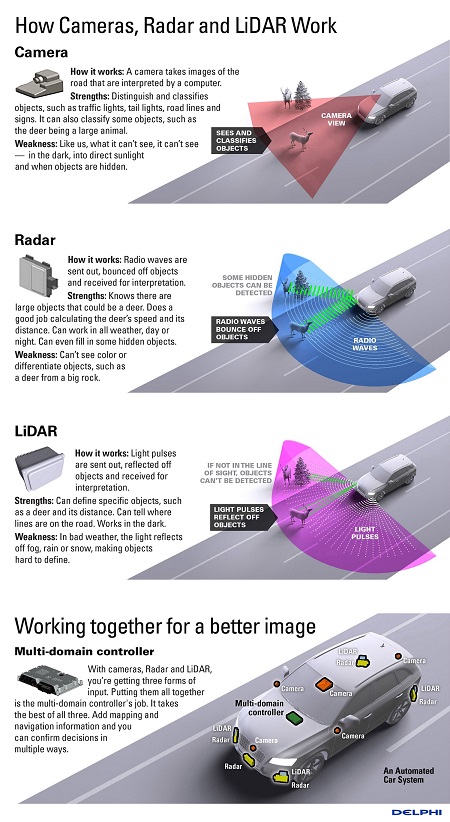 How Cameras, Radar and LiDAR Work
Camera
How it works: A camera takes images of the
road that are interpreted by a computer.
Strengths: Distinguish and classifies
objects, such as traffic lights, tail lights, road lines and
signs. It can also classify some objects, such as
the deer being a large animal.
Weakness: Like us, what it can't see, it can't see
— in the dark, into direct sunlight
and when objects are hidden.
CAMERA
VIEW
SEES AND
CLASSIFIES
OBJECTS
Radar
How it works: Radio waves are
sent out, bounced off objects
and received for interpretation.
Strengths: Knows there are
large objects that could be a deer. Does a
good job calculating the deer's speed and its
distance. Can work in all weather, day or
night. Can even fill in some hidden objects.
Weakness: Can't see color or
differentiate objects, such as
a deer from a big rock.
SOME HIDDEN
OBJECTS CAN BE
DETECTED
RADIO WAVES
BOUNCE OFF
OBJECTS
RADIO
WAVES
LiDAR
How it works: Light pulses
are sent out, reflected off
objects and received for
interpretation.
Strengths: Can define specific objects, such
as a deer and its distance. Can tell where
lines are on the road. Works in the dark.
Weakness: In bad weather, the light reflects
off fog, rain or snow, making objects
hard to define.
IF NOT IN THE LINE
OF SIGHT, OBJECTS
CAN'T BE DETECTED
LIGHT PULSES
REFLECT OFF
OBJECTS
LIGHT
PULSES
Working together for a better image
Multi-domain controller
With cameras, Radar and LiDAR,
you're getting three forms of
input. Putting them all together
is the multi-domain controller's job. It takes
the best of all three. Add mapping and
navigation information and you
can confirm decisions in
multiple ways.
LiDAR
Radar
Camera
Camera
Camera
LiDAR
Radar
Multi-domain
controller
LiDAR
Radar
Camera
Camera
Radar
LiDAR
Radar
An Automated
Car System
DELPHI